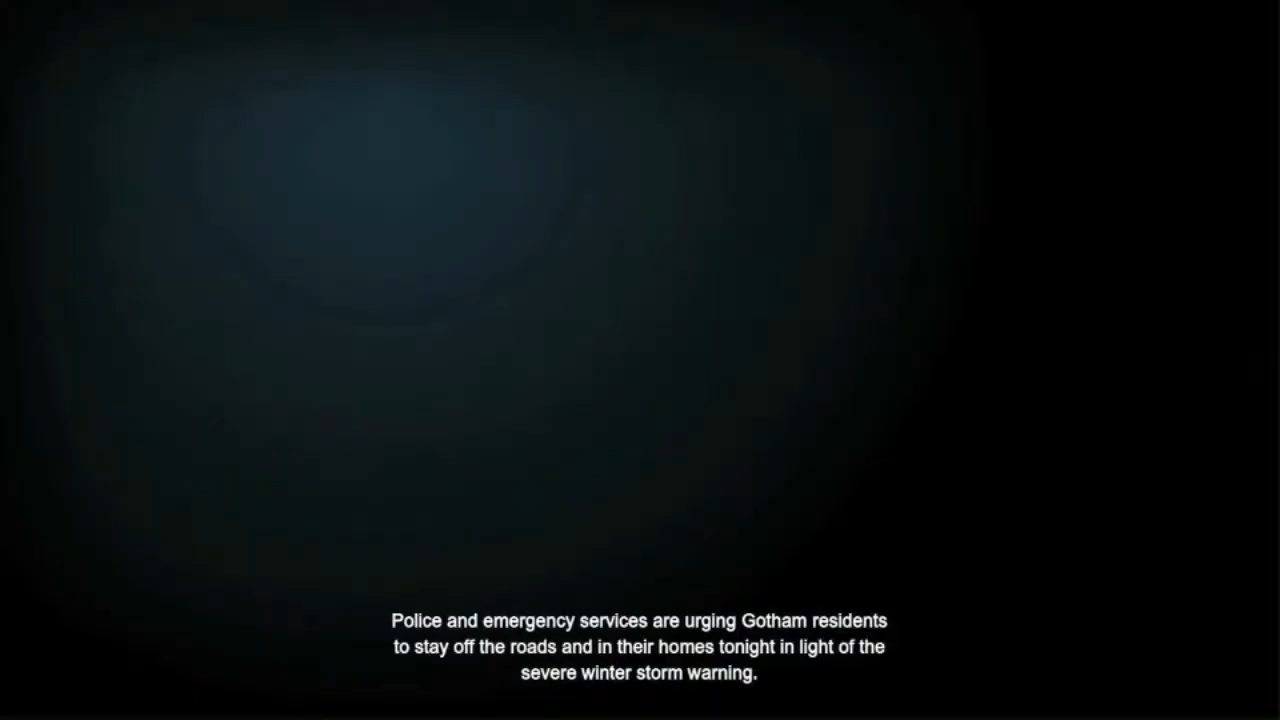 Police and emergency services are urging Gotham residents
to stay off the roads and in their homes tonight in light of the
severe winter storm warning.